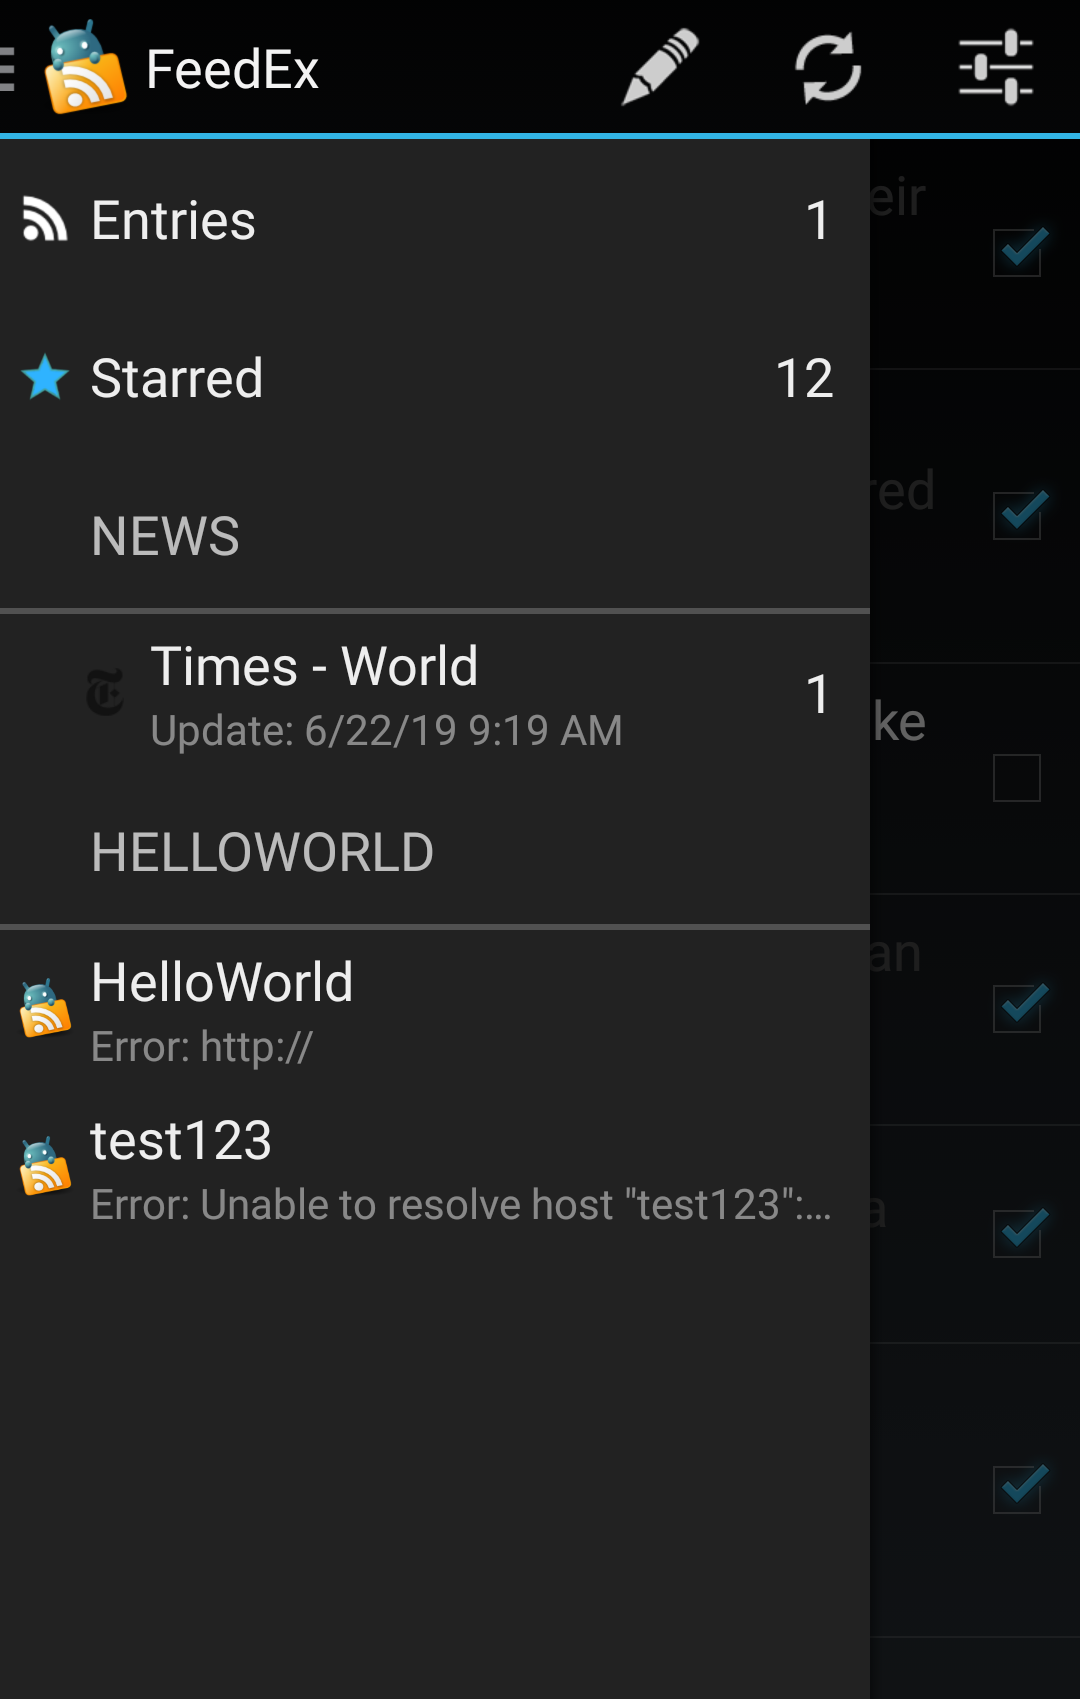 FeedEx
Entries 1
Starred 12
NEWS
Times - World 1
Update: 6/22/19 9:19 AM
HELLOWORLD
HelloWorld
Error: http://
test123
Error: Unable to resolve host "test123":...
eir
red
ke
an
a